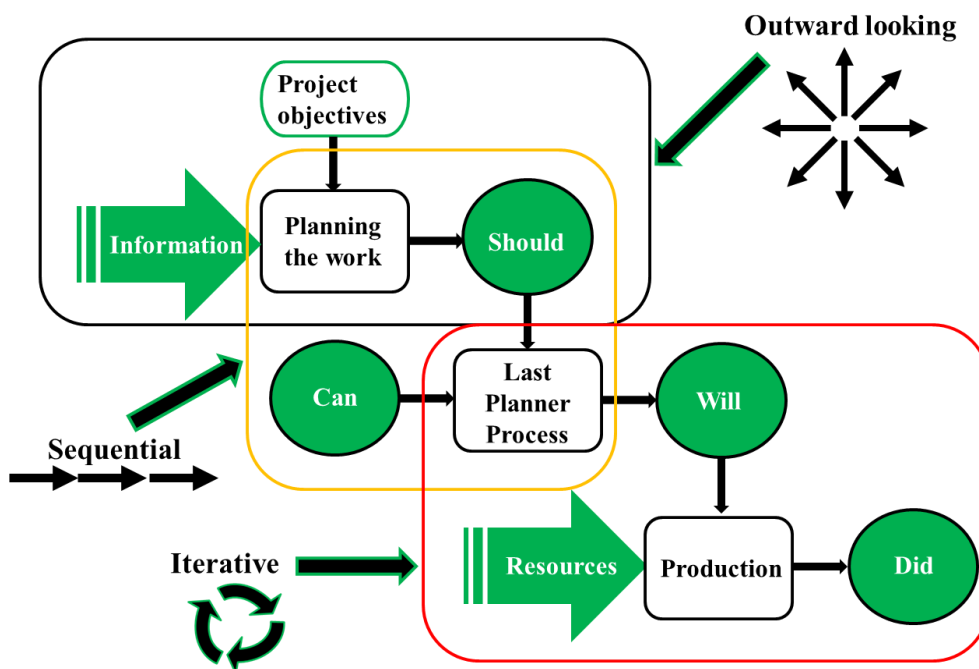 Outward looking
Project
objectives
Information
Planning
the work
Should
Can
Last
Planner
Process
Will
Sequential
Iterative
Resources
Production
Did